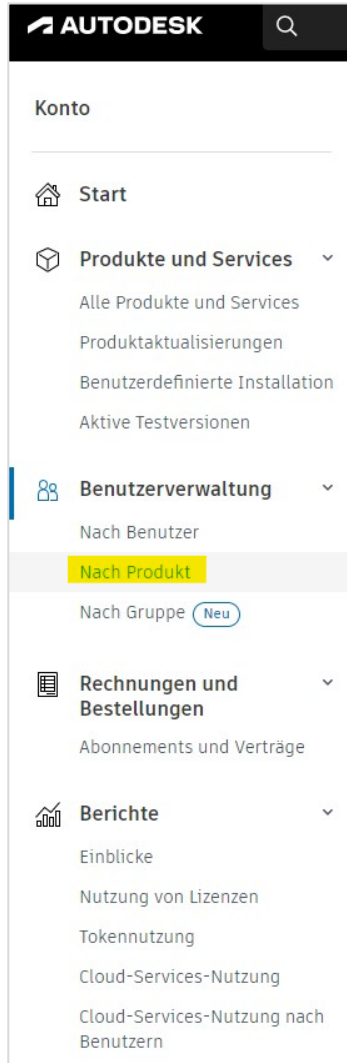 AUTODESK
Konto
Start
Produkte und Services
Alle Produkte und Services
Produktaktualisierungen
Benutzerdefinierte Installation
Aktive Testversionen
Benutzerverwaltung
Nach Benutzer
Nach Produkt
Nach Gruppe Neu
Rechnungen und
Bestellungen
Abonnements und Verträge
Berichte
Einblicke
Nutzung von Lizenzen
Tokennutzung
Cloud-Services-Nutzung
Cloud-Services-Nutzung nach
Benutzern